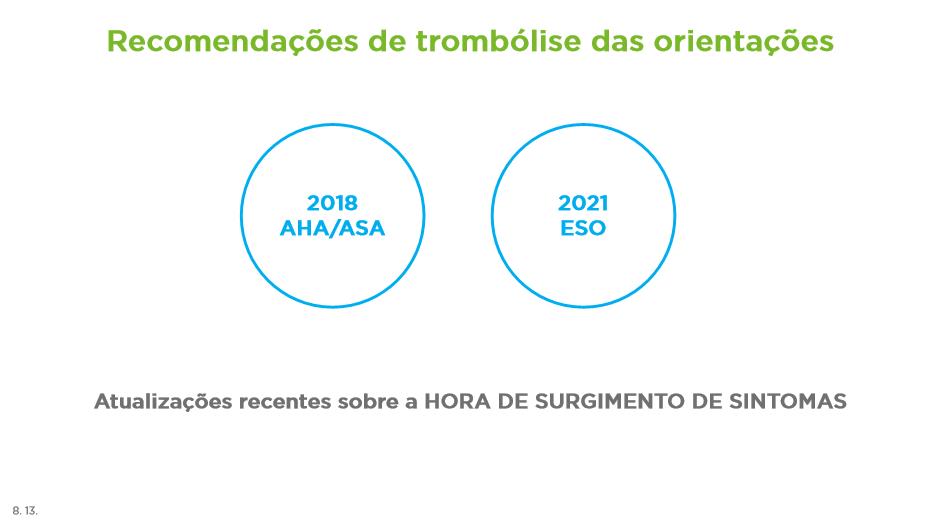 Recomendações de trombólise das orientações
2018
AHA/ASA
2021
ESO
Atualizações recentes sobre a HORA DE SURGIMENTO DE SINTOMAS
8. 13.